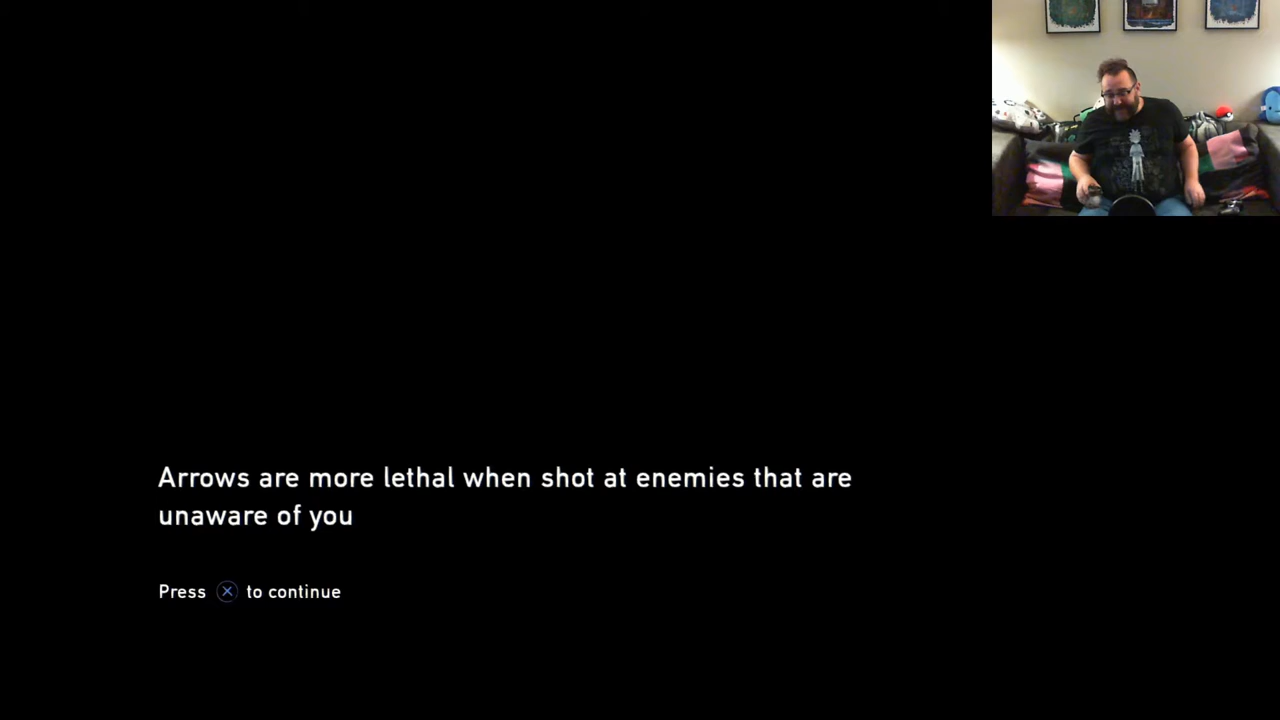 Arrows are more lethal when shot at enemies that are
unaware of you
Press to continue